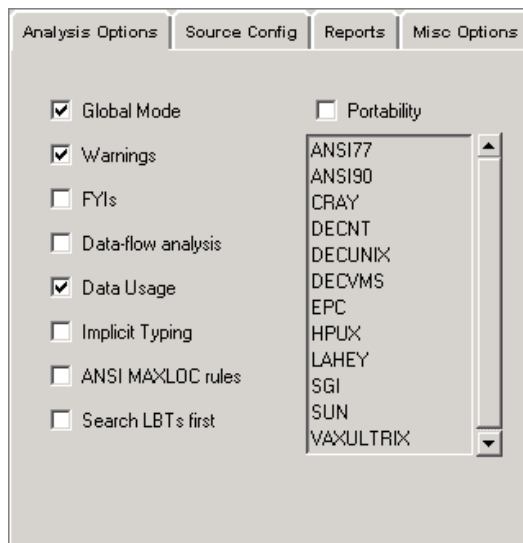 Analysis Options
Source Config
Reports
Misc Options
Global Mode
Warnings
FYIs
Data-flow analysis
Data Usage
Implicit Typing
ANSI MAXLOC rules
Search LBTs first
Portability
ANSI77
ANSI90
CRAY
DECNT
DECUNIX
DECVMS
EPC
HPUX
LAHEY
SGI
SUN
VAXULTRIX